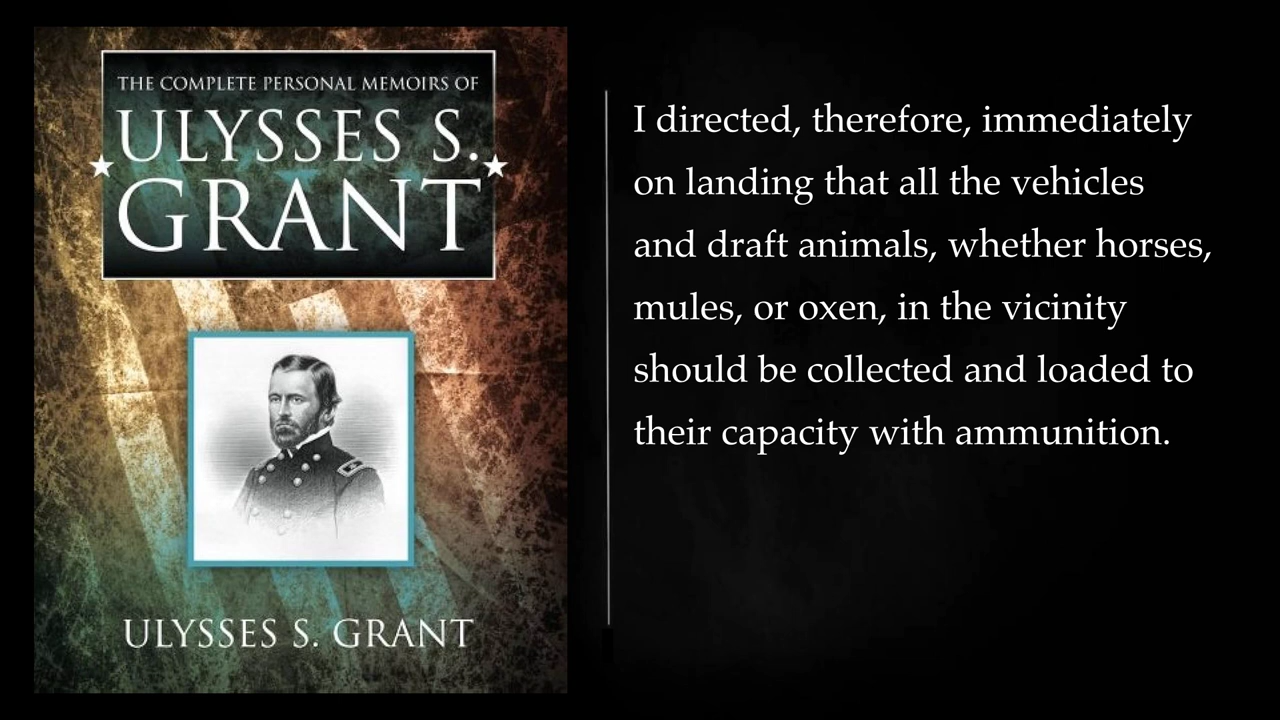 THE COMPLETE PERSONAL MEMOIRS OF
ULYSSES S.
GRANT
ULYSSES S. GRANT
I directed, therefore, immediately
on landing that all the vehicles
and draft animals, whether horses,
mules, or oxen, in the vicinity
should be collected and loaded to
their capacity with ammunition.